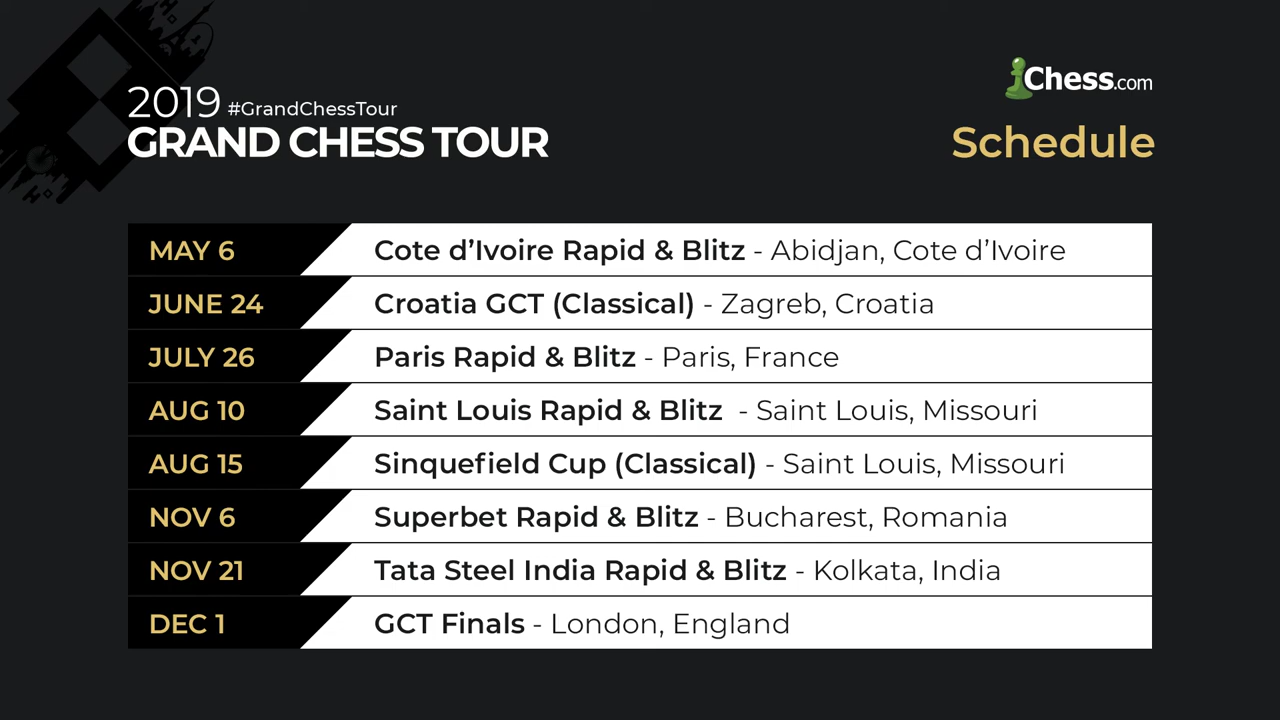 2019 #GrandChessTour
GRAND CHESS TOUR
Chess.com
Schedule
MAY 6 Cote d’Ivoire Rapid & Blitz - Abidjan, Cote d’Ivoire
JUNE 24 Croatia GCT (Classical) - Zagreb, Croatia
JULY 26 Paris Rapid & Blitz - Paris, France
AUG 10 Saint Louis Rapid & Blitz - Saint Louis, Missouri
AUG 15 Sinquefield Cup (Classical) - Saint Louis, Missouri
NOV 6 Superbet Rapid & Blitz - Bucharest, Romania
NOV 21 Tata Steel India Rapid & Blitz - Kolkata, India
DEC 1 GCT Finals - London, England